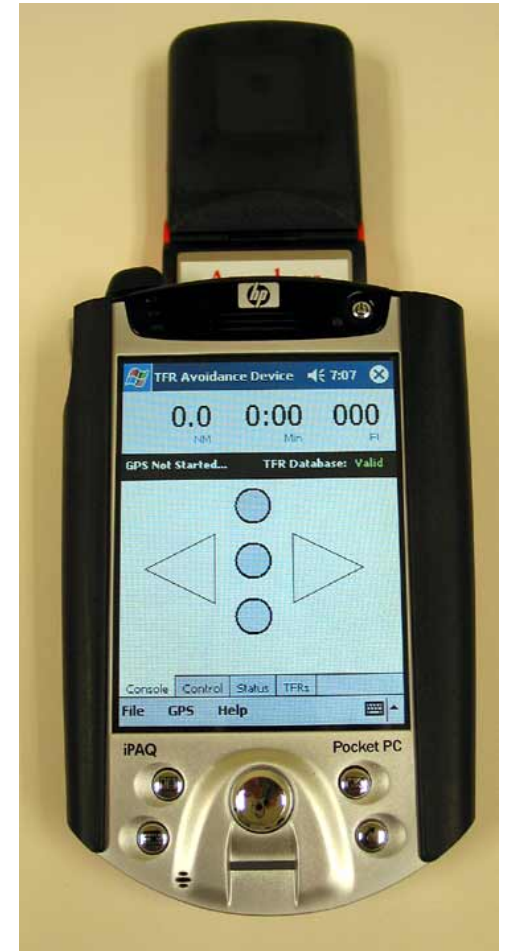 hp
TFR Avoidance Device 7:07
0.0 0:00 000
NM Min FL
GPS Not Started... TFR Database: Valid
Console Control Status TFRs
File GPS Help
iPAQ Pocket PC